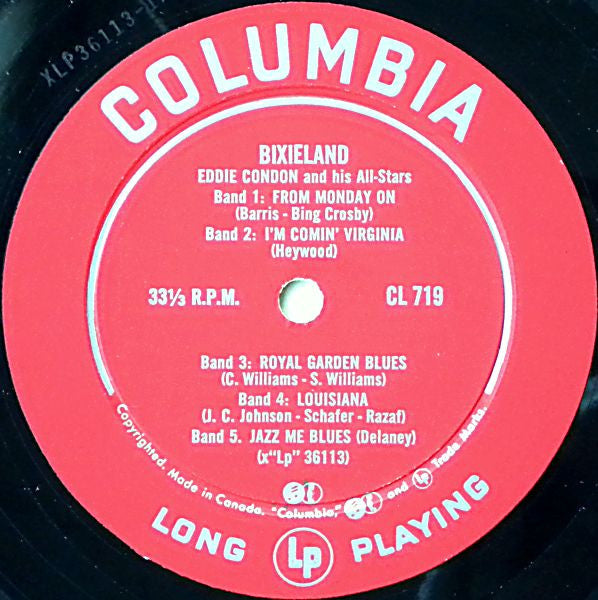 XLP36113-1
COLUMBIA
BIXIELAND
EDDIE CONDON and his All-Stars
Band 1: FROM MONDAY ON
(Barris - Bing Crosby)
Band 2: I'M COMIN' VIRGINIA
(Heywood)
33⅓ R.P.M.
CL 719
Band 3: ROYAL GARDEN BLUES
(C. Williams - S. Williams)
Band 4: LOUISIANA
(J. C. Johnson - Schafer - Razaf)
Band 5. JAZZ ME BLUES (Delaney)
(x"Lp" 36113)
Copyrighted. Made in Canada. "Columbia," and Lp Trade Marks.
LONG Lp PLAYING